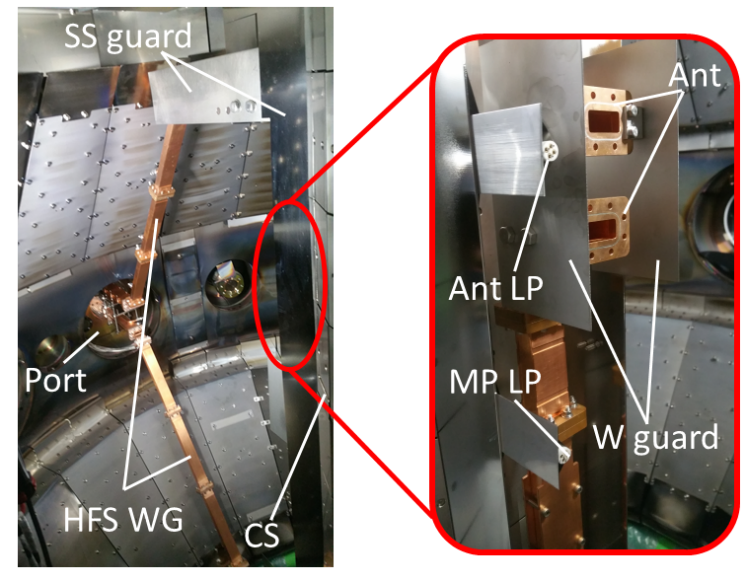 SS guard
Port
HFS WG
CS
Ant
Ant LP
MP LP
W guard